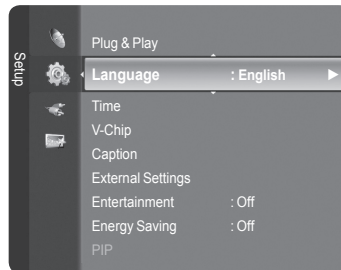 Setup
Plug & Play
Language : English
Time
V-Chip
Caption
External Settings
Entertainment : Off
Energy Saving : Off
PIP